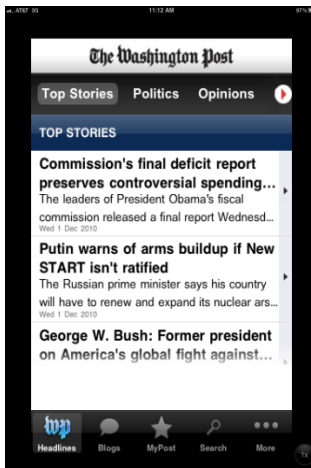 AT&T 3G 11:12 AM 97%
The Washington Post
Top Stories Politics Opinions
TOP STORIES
Commission's final deficit report
preserves controversial spending...
The leaders of President Obama's fiscal
commission released a final report Wednesd...
Wed 1 Dec 2010
Putin warns of arms buildup if New
START isn't ratified
The Russian prime minister says his country
will have to renew and expand its nuclear ars...
Wed 1 Dec 2010
George W. Bush: Former president
on America's global fight against...
wp
Headlines Blogs MyPost Search More
1x